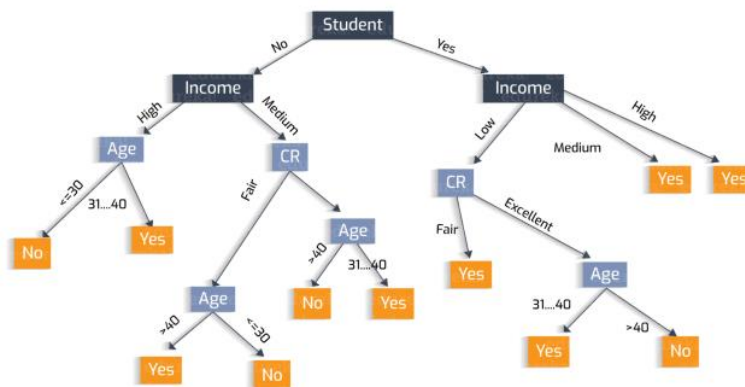 Student
No
Yes
Income
Income
High
Medium
Low
Medium
High
Age
CR
CR
Yes
Yes
<=30
31....40
Fair
Fair
Excellent
No
Yes
Age
Yes
Age
>40
31....40
Age
No
Yes
31....40
>40
>40
<=30
Yes
No
Yes
No